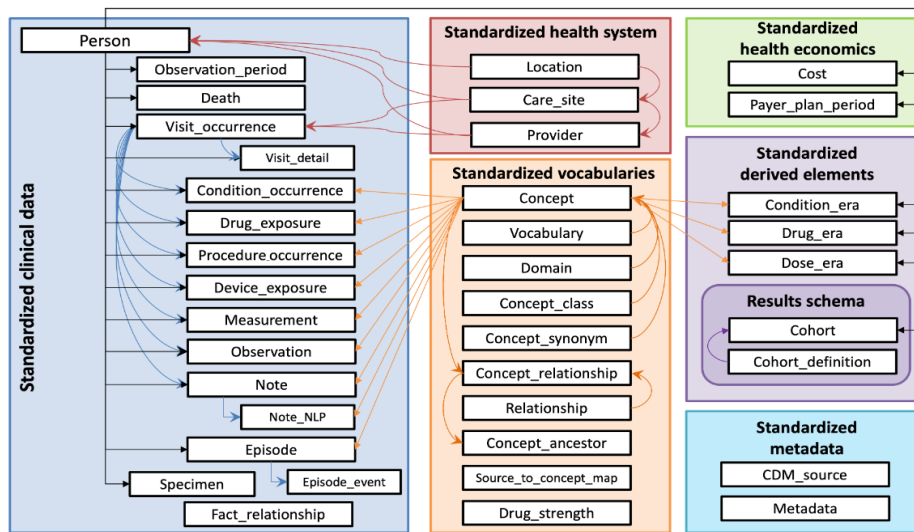 Standardized clinical data
Person
Observation_period
Death
Visit_occurrence
Visit_detail
Condition_occurrence
Drug_exposure
Procedure_occurrence
Device_exposure
Measurement
Observation
Note
Note_NLP
Episode
Episode_event
Specimen
Fact_relationship
Standardized health system
Location
Care_site
Provider
Standardized vocabularies
Concept
Vocabulary
Domain
Concept_class
Concept_synonym
Concept_relationship
Relationship
Concept_ancestor
Source_to_concept_map
Drug_strength
Standardized
health economics
Cost
Payer_plan_period
Standardized
derived elements
Condition_era
Drug_era
Dose_era
Results schema
Cohort
Cohort_definition
Standardized
metadata
CDM_source
Metadata